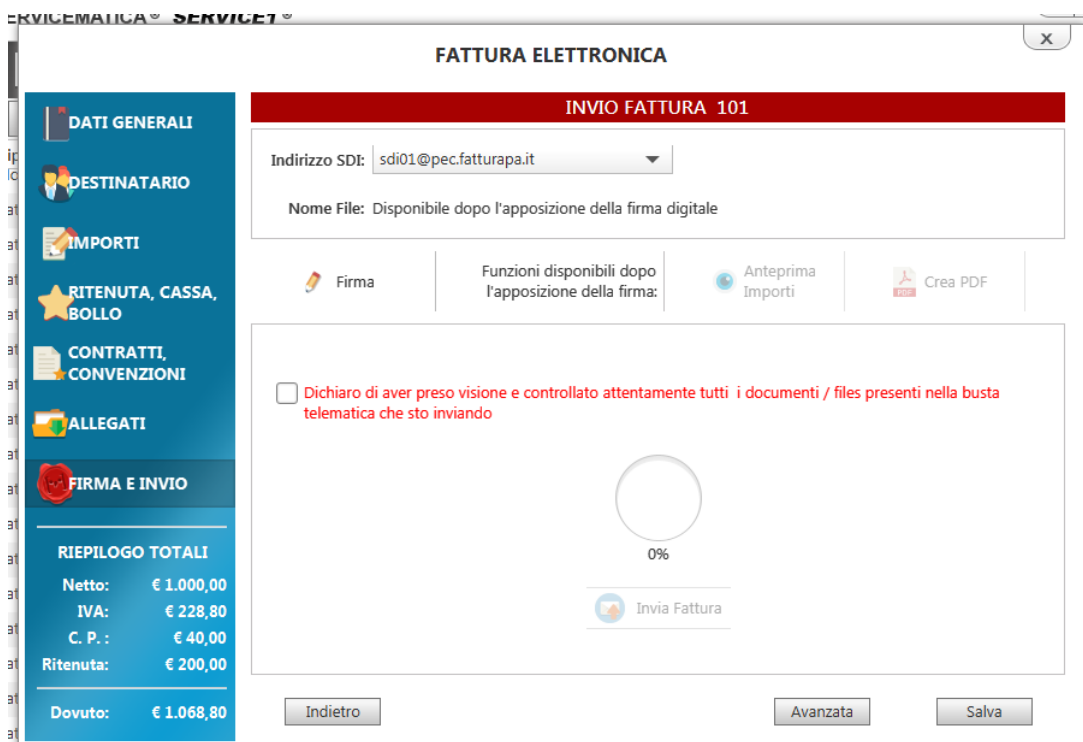 SERVICEMATICA® SERVICE1®
X
FATTURA ELETTRONICA
DATI GENERALI
DESTINATARIO
IMPORTI
RITENUTA, CASSA,
BOLLO
CONTRATTI,
CONVENZIONI
ALLEGATI
FIRMA E INVIO
RIEPILOGO TOTALI
Netto: € 1.000,00
IVA: € 228,80
C. P. : € 40,00
Ritenuta: € 200,00
Dovuto: € 1.068,80
INVIO FATTURA 101
Indirizzo SDI: sdi01@pec.fatturapa.it
Nome File: Disponibile dopo l'apposizione della firma digitale
Firma
Funzioni disponibili dopo
l'apposizione della firma:
Anteprima
Importi
PDF
Crea PDF
Dichiaro di aver preso visione e controllato attentamente tutti i documenti / files presenti nella busta
telematica che sto inviando
0%
Invia Fattura
Indietro
Avanzata
Salva